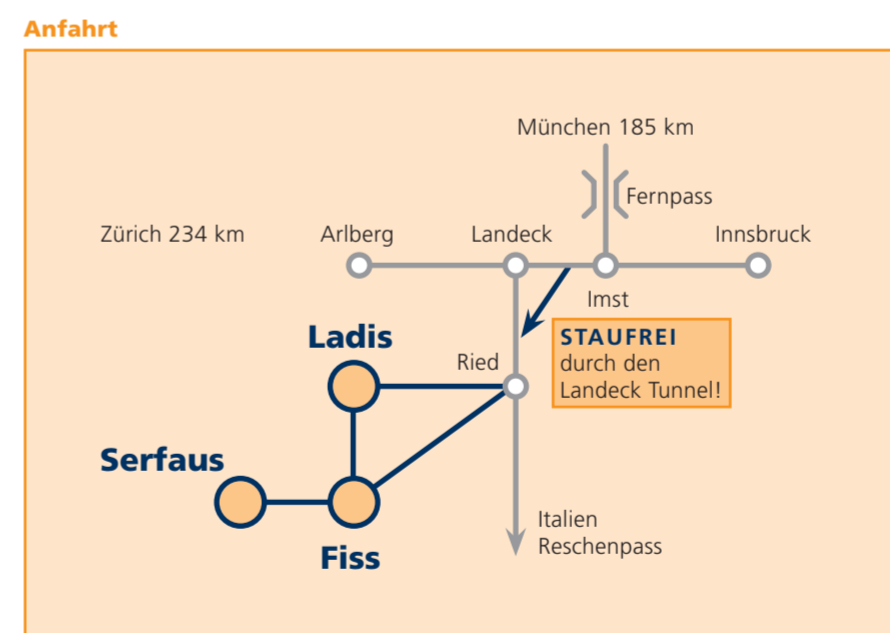 Anfahrt
München 185 km
Fernpass
Zürich 234 km
Arlberg
Landeck
Innsbruck
Imst
STAUFREI
durch den
Landeck Tunnel!
Ladis
Ried
Serfaus
Fiss
Italien
Reschenpass